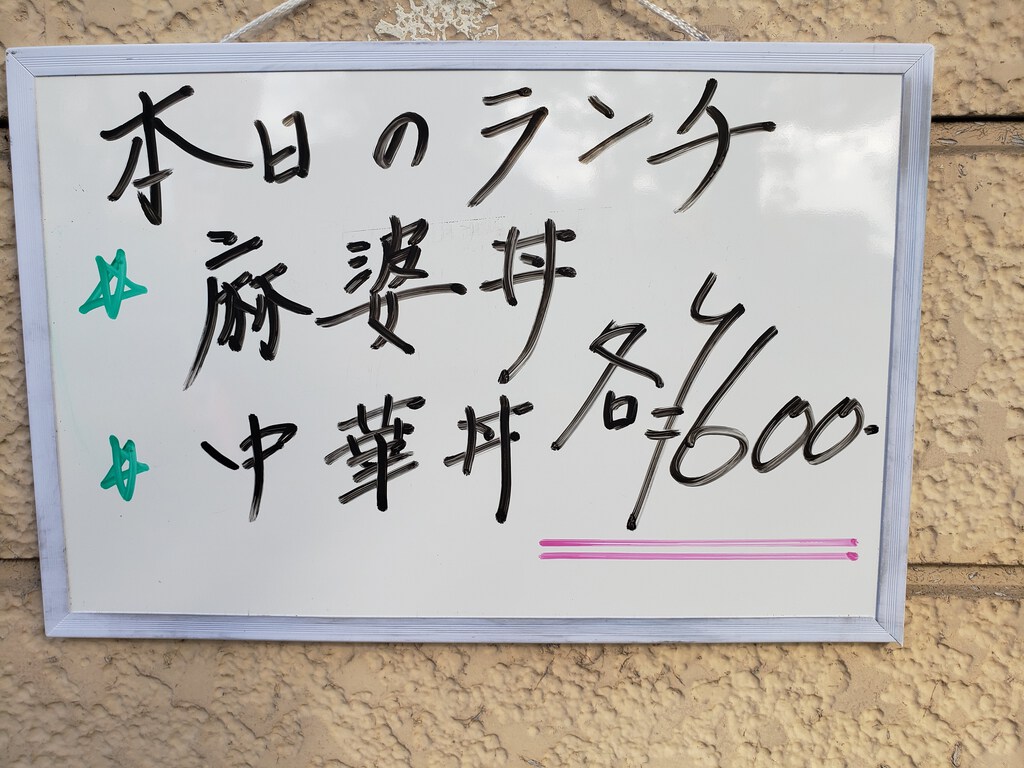 本日のランチ
☆ 麻婆丼
☆ 中華丼
各¥600.